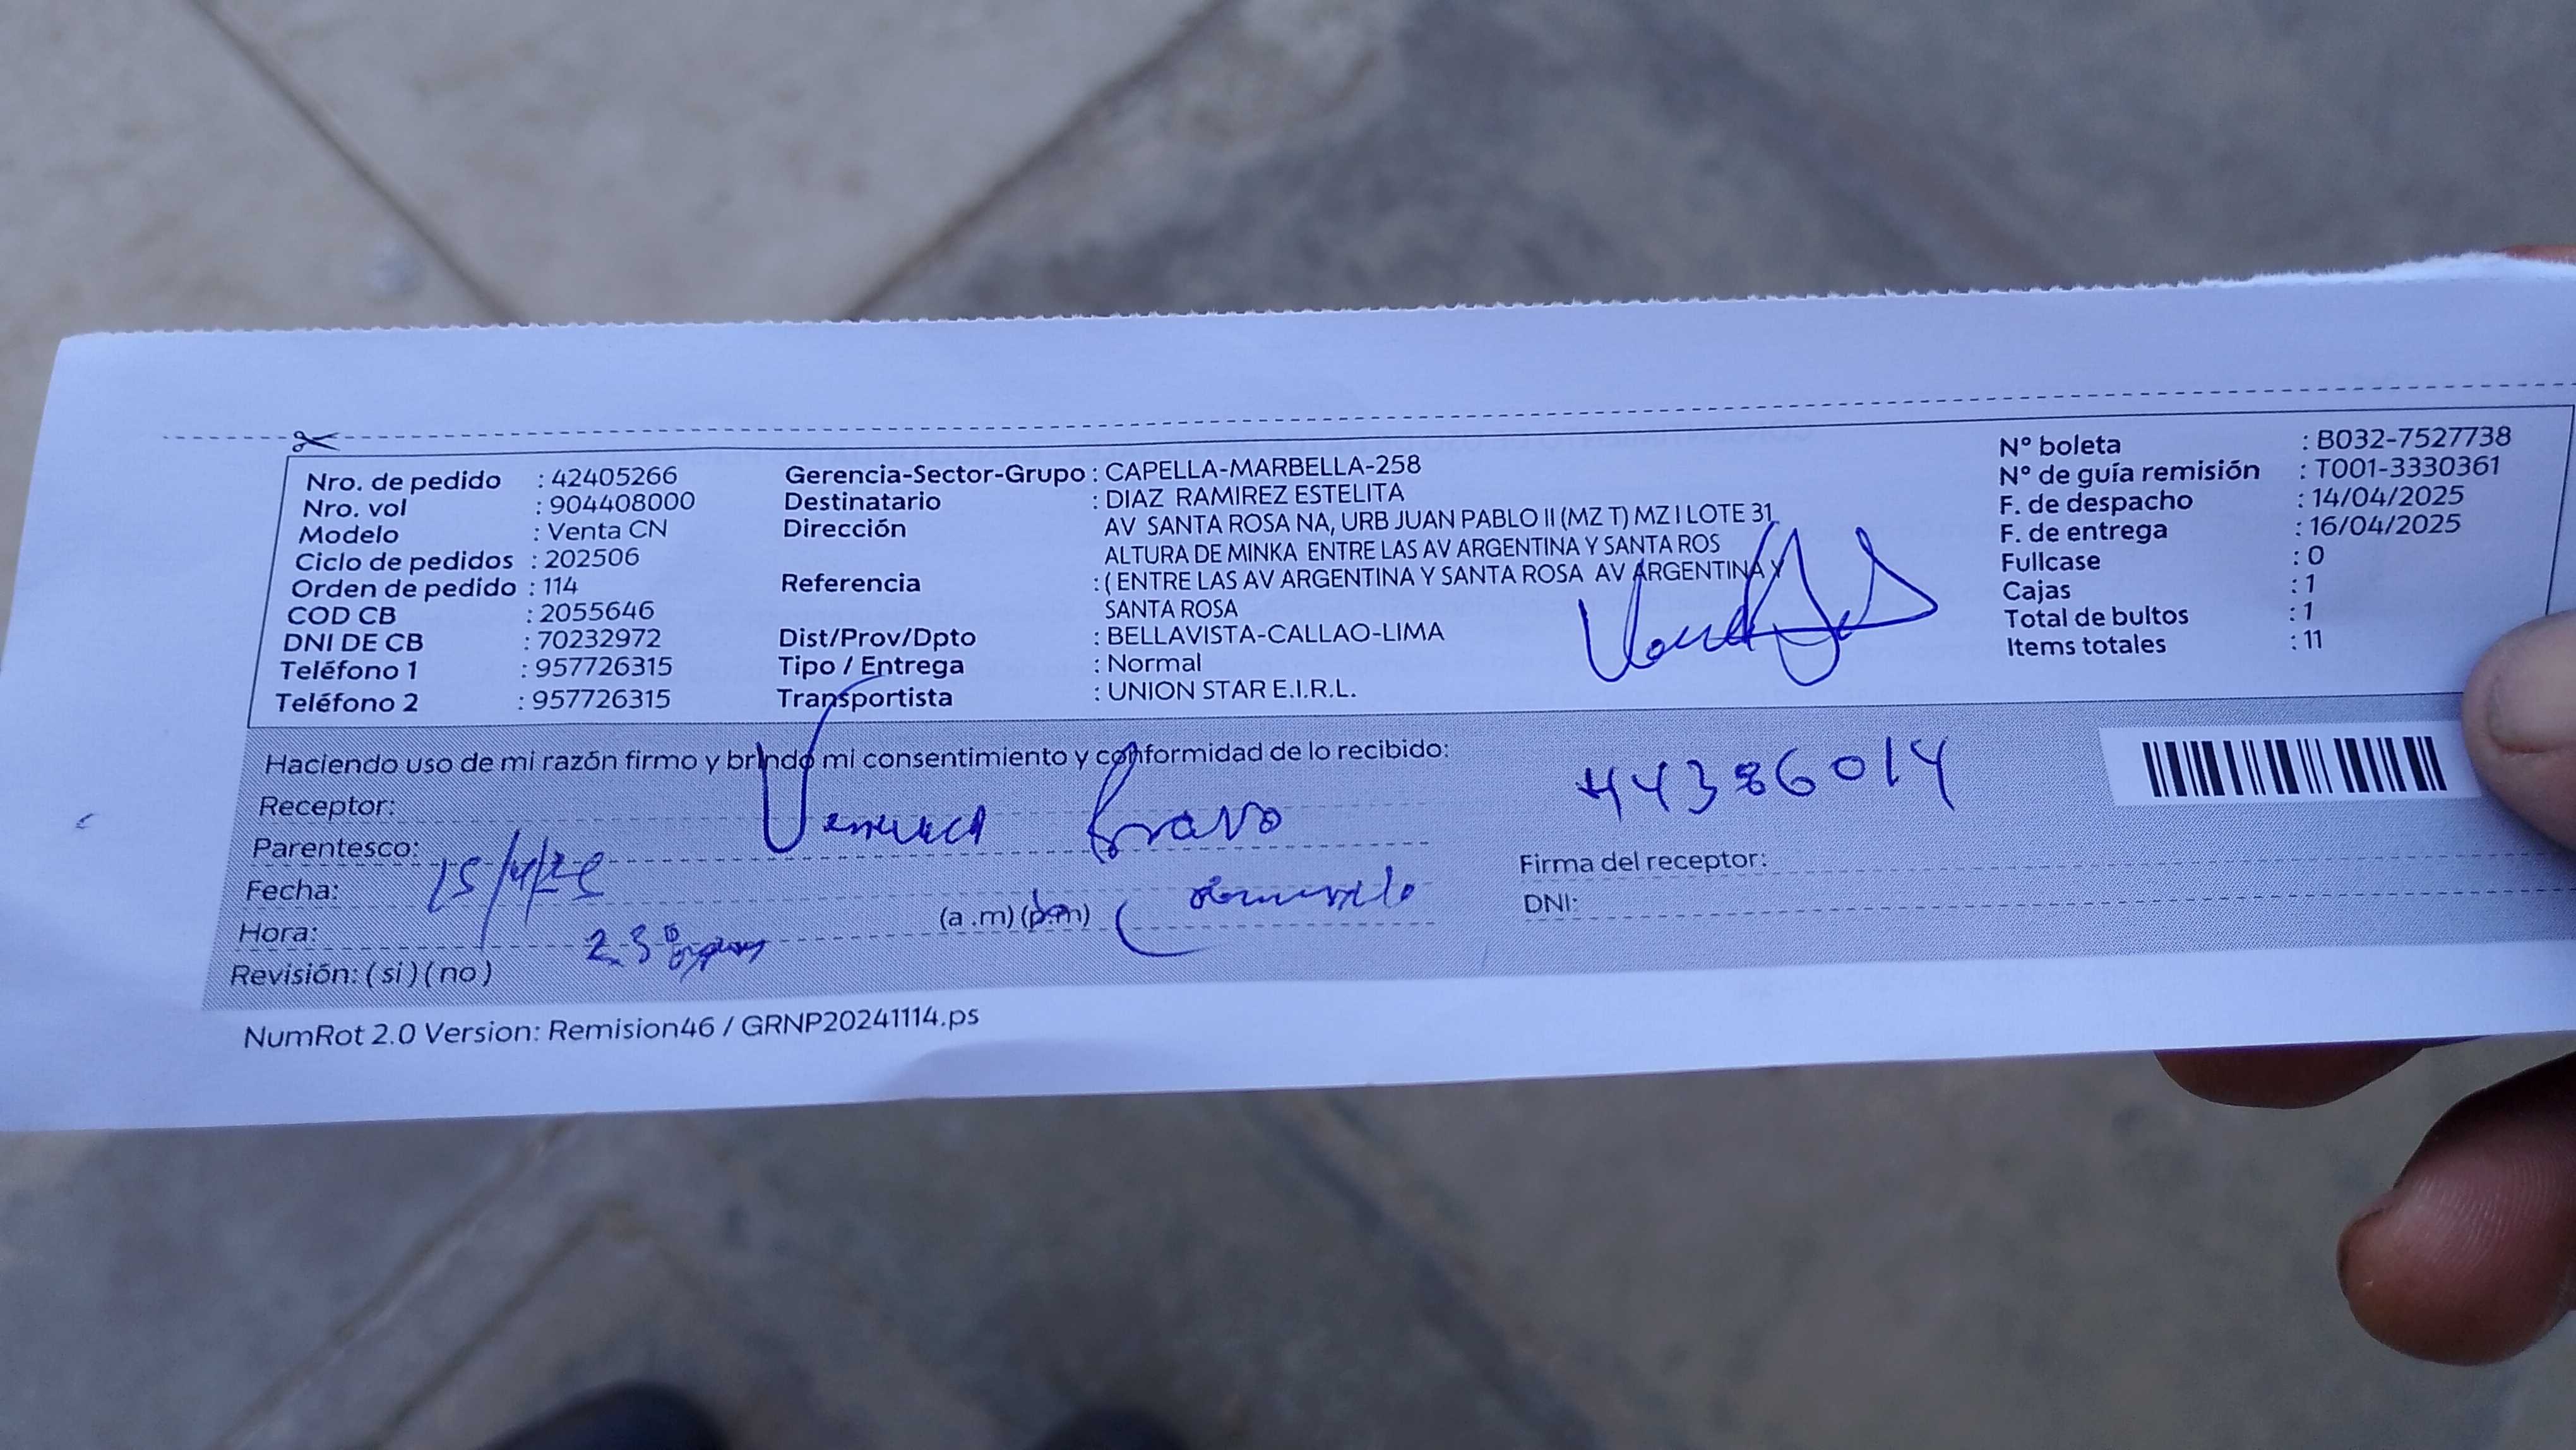 Nro. de pedido : 42405266
Nro. vol : 904408000
Modelo : Venta CN
Ciclo de pedidos : 202506
Orden de pedido : 114
COD CB : 2055646
DNI DE CB : 70232972
Teléfono 1 : 957726315
Teléfono 2 : 957726315
Gerencia-Sector-Grupo : CAPELLA-MARBELLA-258
Destinatario : DIAZ RAMIREZ ESTELITA
Dirección : AV SANTA ROSA NA, URB JUAN PABLO II (MZ T) MZ I LOTE 31
ALTURA DE MINKA ENTRE LAS AV ARGENTINA Y SANTA ROS
Referencia : ( ENTRE LAS AV ARGENTINA Y SANTA ROSA AV ARGENTINA Y
SANTA ROSA
Dist/Prov/Dpto : BELLAVISTA-CALLAO-LIMA
Tipo / Entrega : Normal
Transportista : UNION STAR E.I.R.L.
N° boleta : B032-7527738
N° de guía remisión : T001-3330361
F. de despacho : 14/04/2025
F. de entrega : 16/04/2025
Fullcase : 0
Cajas : 1
Total de bultos : 1
Items totales : 11
Haciendo uso de mi razón firmo y brindo mi consentimiento y conformidad de lo recibido:
Receptor:
Bravo
Parentesco:
Fecha: 15/4/25
Hora: (a .m) (p.m)
Revisión: ( si ) ( no )
44386014
Firma del receptor:
DNI:
NumRot 2.0 Version: Remision46 / GRNP20241114.ps